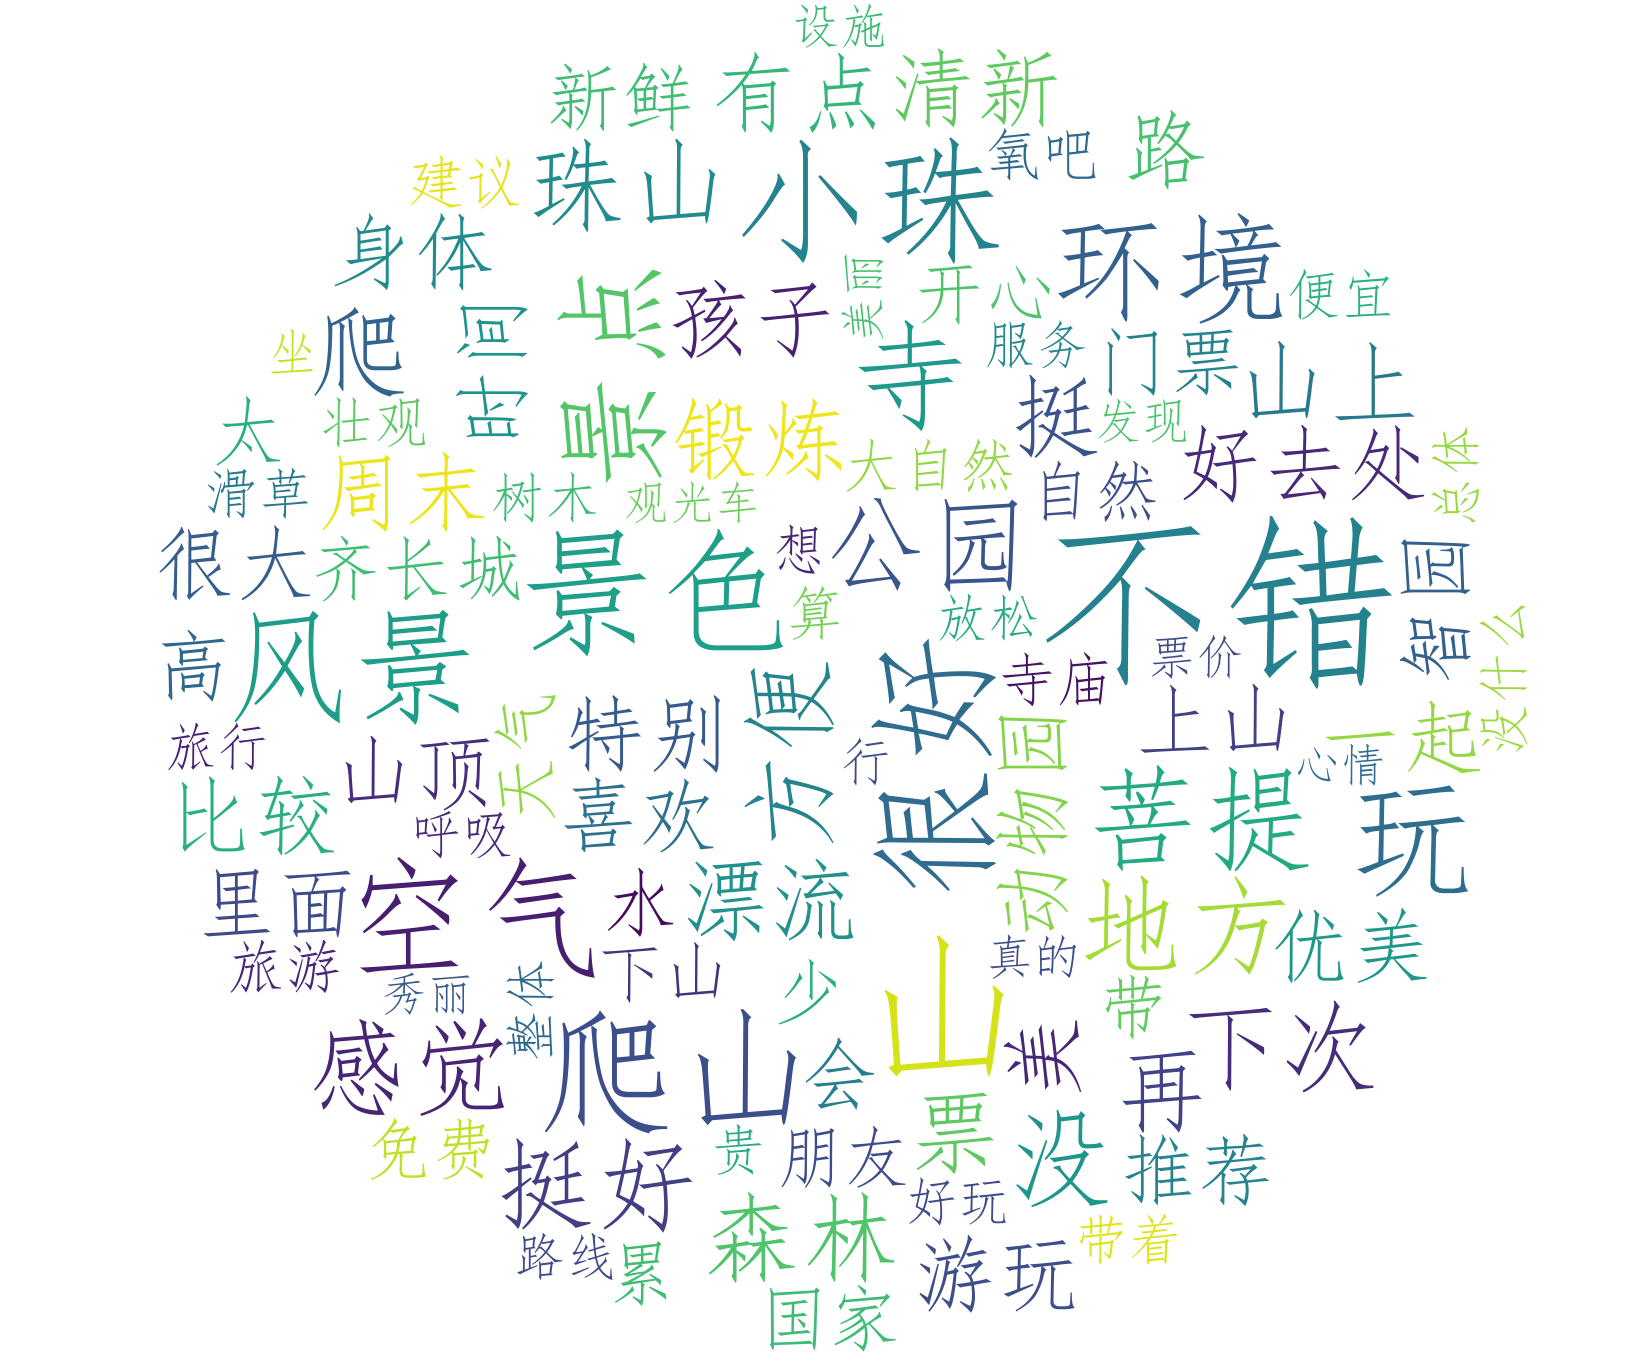 设施
新鲜
有点
清新
路
氧吧
建议
珠山
小珠
身体
环境
便宜
美丽
开心
孩子
景点
时间
爬
坐
服务
门票
山上
寺
挺
发现
好去处
总体
太
壮观
锻炼
大自然
自然
滑草
周末
树木
观光车
很大
齐长城
景色
想
公园
不错
智园
算
放松
高
风景
寺庙
票价
没什么
旅行
山顶
天气
特别
方便
很好
行
动物园
上山
心情
一起
比较
呼吸
喜欢
菩提
玩
里面
空气
水
漂流
地方
优美
旅游
秀丽
整体
下山
少
山
真的
带
美
下次
感觉
爬山
会
再
免费
挺好
贵
朋友
票
没
推荐
好玩
路线
累
森林
游玩
带着
国家